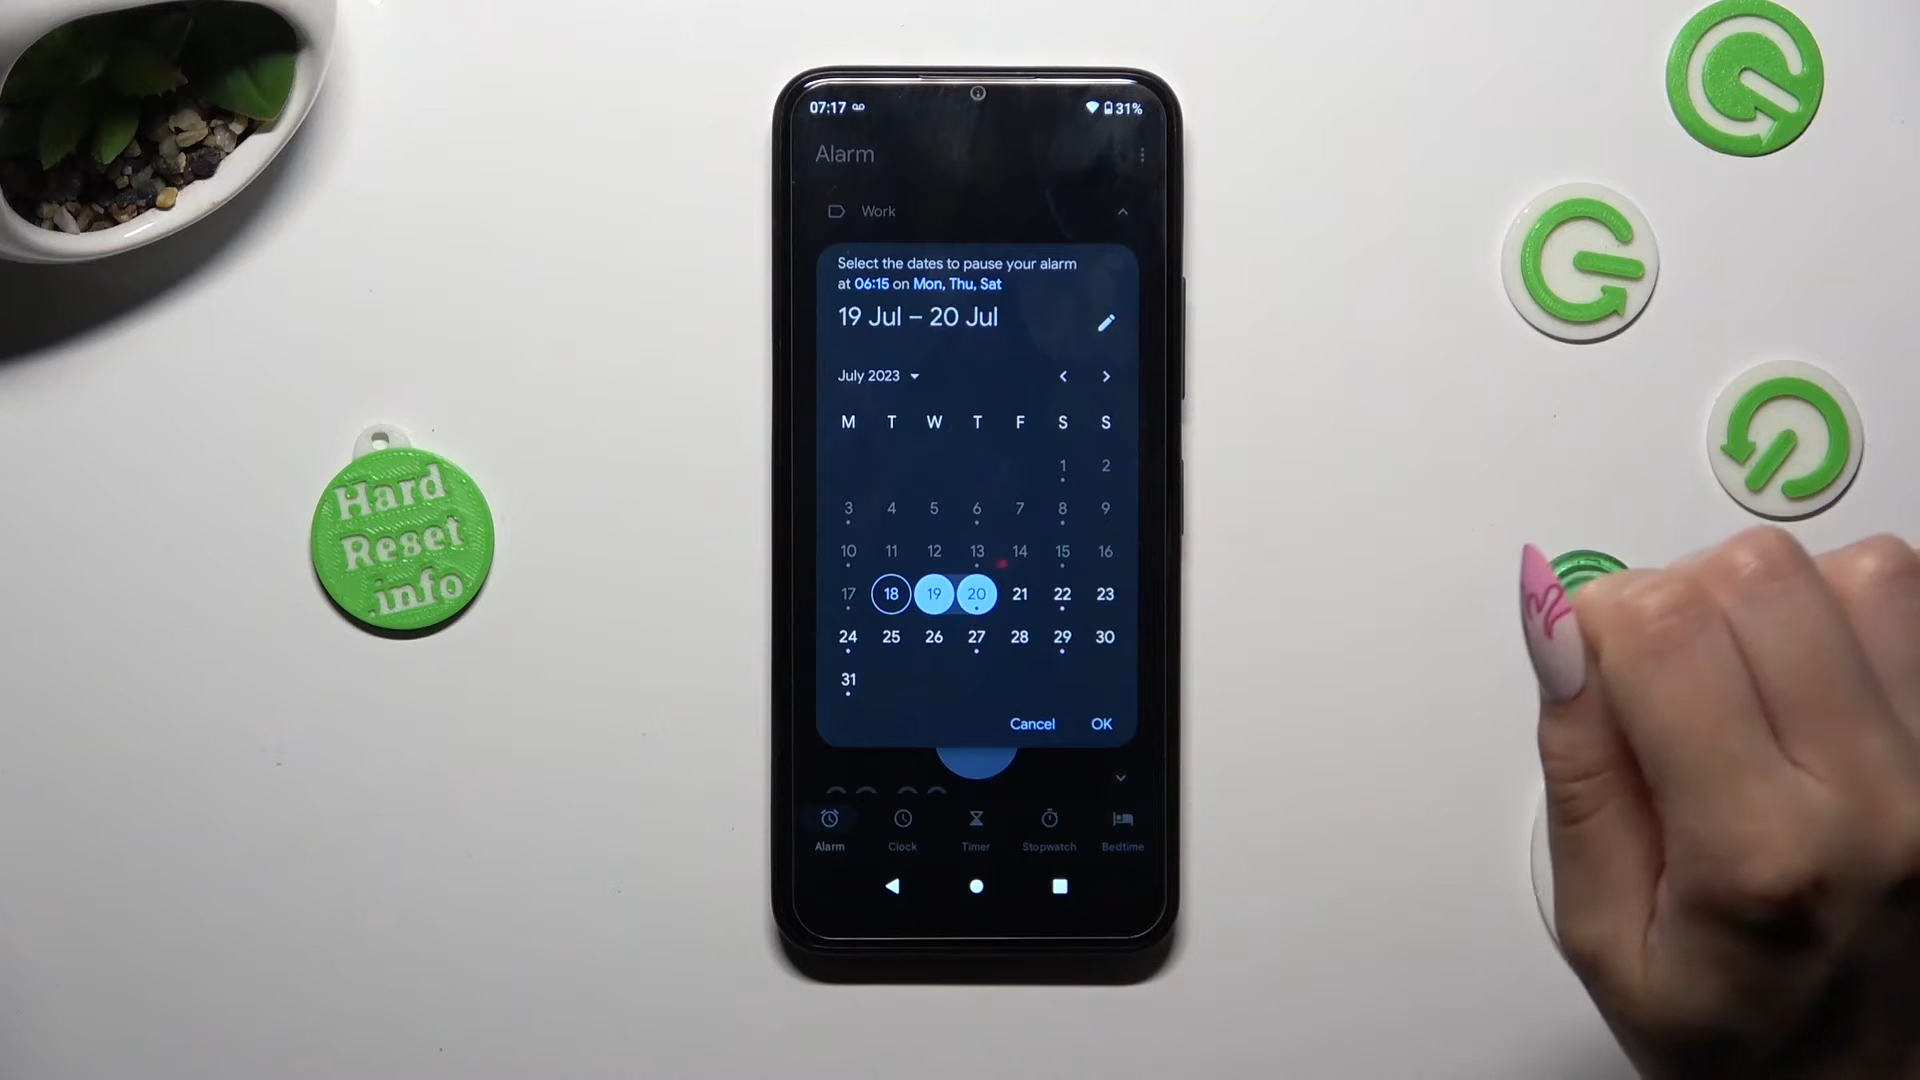 07:17
31%
Alarm
Work
Select the dates to pause your alarm
at 06:15 on Mon, Thu, Sat
19 Jul – 20 Jul
July 2023
M T W T F S S
1 2
3 4 5 6 7 8 9
10 11 12 13 14 15 16
17 18 19 20 21 22 23
24 25 26 27 28 29 30
31
Cancel OK
Alarm Clock Timer Stopwatch Bedtime
Hard
Reset
.info